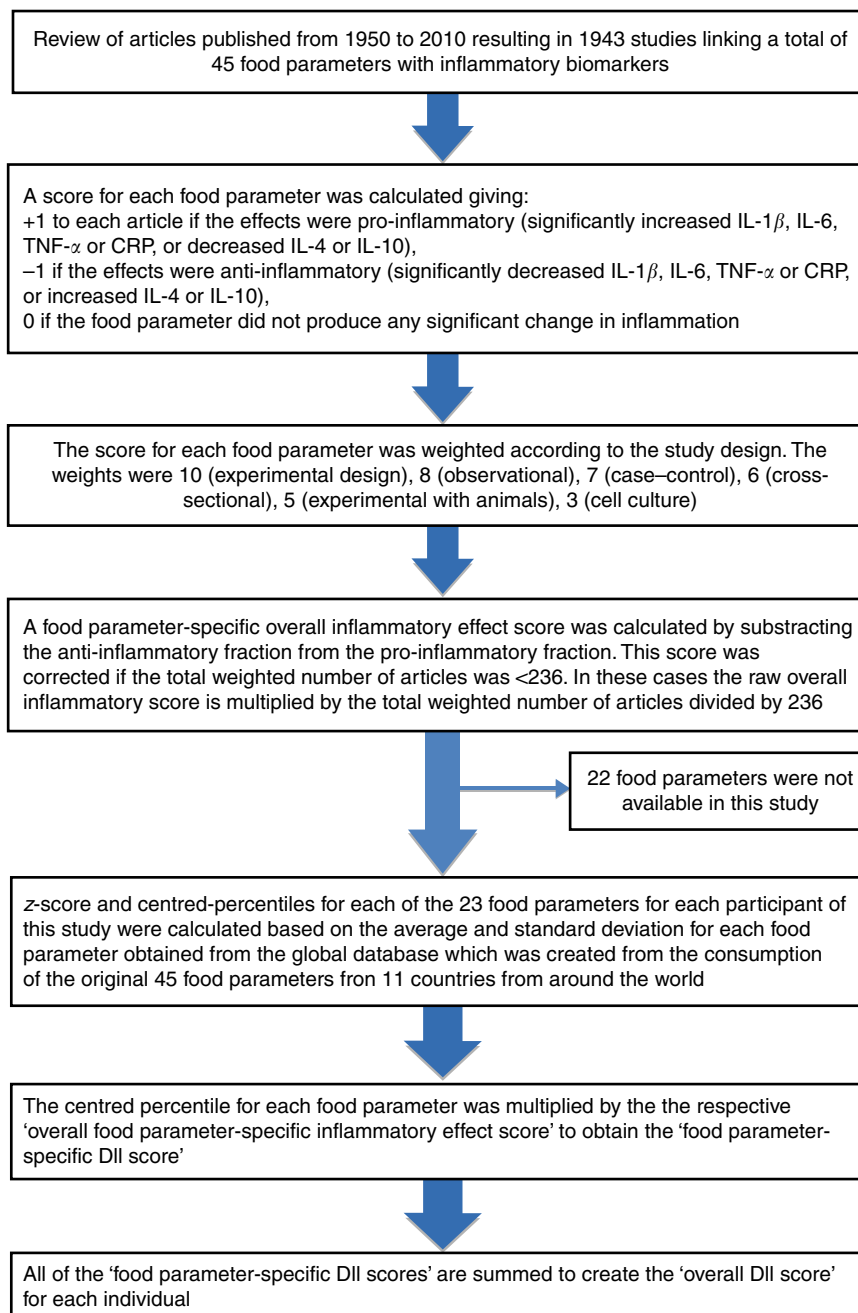 Review of articles published from 1950 to 2010 resulting in 1943 studies linking a total of
45 food parameters with inflammatory biomarkers
A score for each food parameter was calculated giving:
+1 to each article if the effects were pro-inflammatory (significantly increased IL-1β, IL-6,
TNF-α or CRP, or decreased IL-4 or IL-10),
–1 if the effects were anti-inflammatory (significantly decreased IL-1β, IL-6, TNF-α or CRP,
or increased IL-4 or IL-10),
0 if the food parameter did not produce any significant change in inflammation
The score for each food parameter was weighted according to the study design. The
weights were 10 (experimental design), 8 (observational), 7 (case–control), 6 (cross-
sectional), 5 (experimental with animals), 3 (cell culture)
A food parameter-specific overall inflammatory effect score was calculated by substracting
the anti-inflammatory fraction from the pro-inflammatory fraction. This score was
corrected if the total weighted number of articles was <236. In these cases the raw overall
inflammatory score is multiplied by the total weighted number of articles divided by 236
22 food parameters were not
available in this study
z-score and centred-percentiles for each of the 23 food parameters for each participant of
this study were calculated based on the average and standard deviation for each food
parameter obtained from the global database which was created from the consumption
of the original 45 food parameters fron 11 countries from around the world
The centred percentile for each food parameter was multiplied by the the respective
‘overall food parameter-specific inflammatory effect score’ to obtain the ‘food parameter-
specific DII score’
All of the ‘food parameter-specific DII scores’ are summed to create the ‘overall DII score’
for each individual